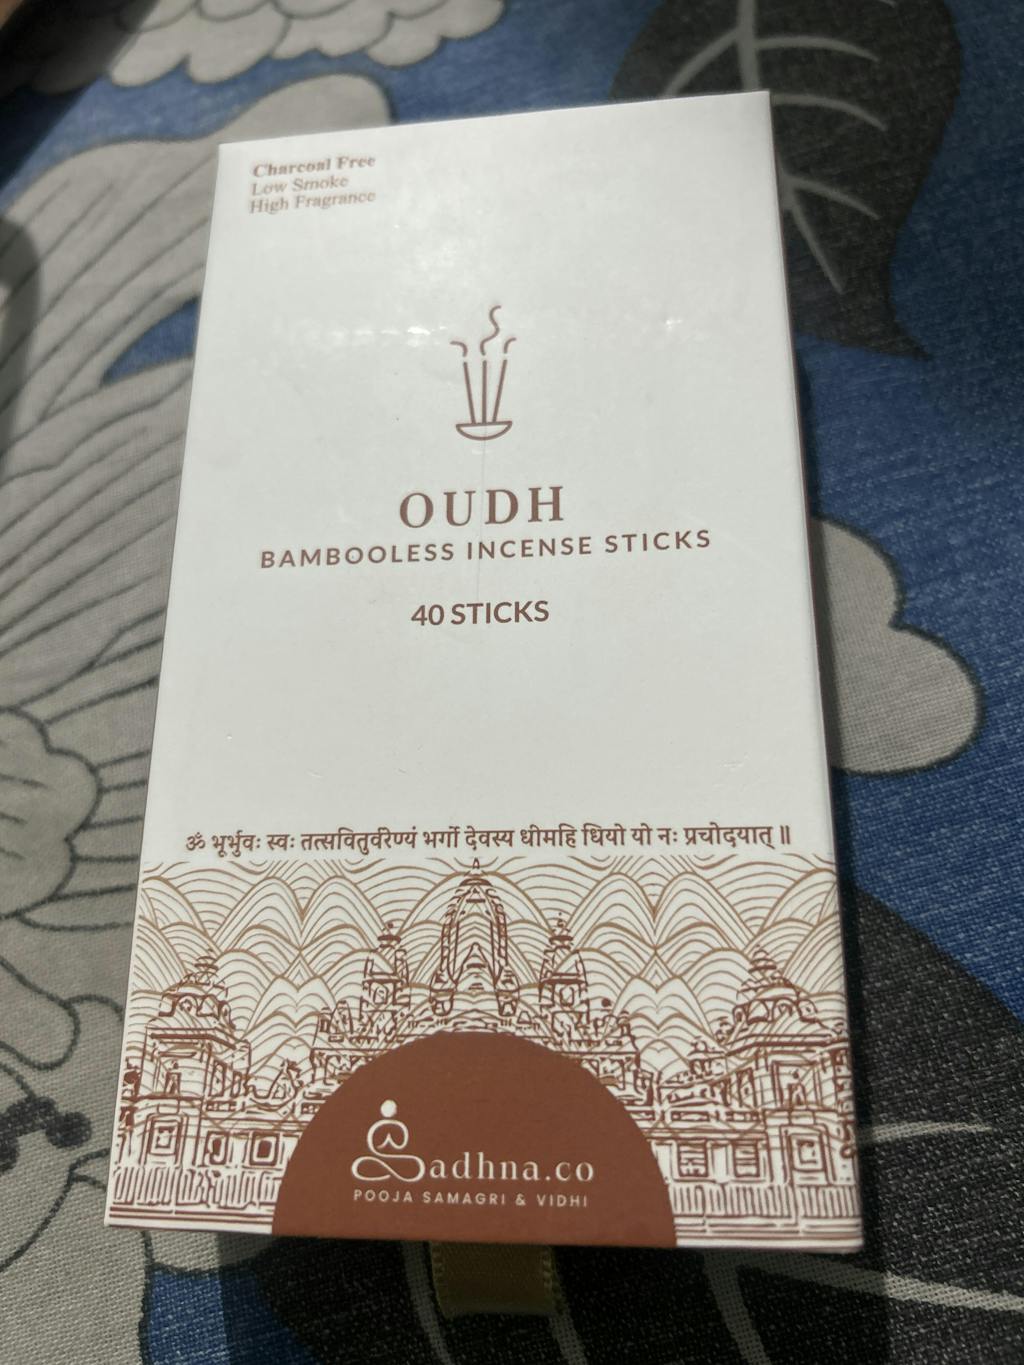 Charcoal Free
Low Smoke
High Fragrance
OUDH
BAMBOOLESS INCENSE STICKS
40 STICKS
ॐ भूर्भुवः स्वः तत्सवितुर्वरेण्यं भर्गो देवस्य धीमहि धियो यो नः प्रचोदयात् ॥
Sadhna.co
POOJA SAMAGRI & VIDHI